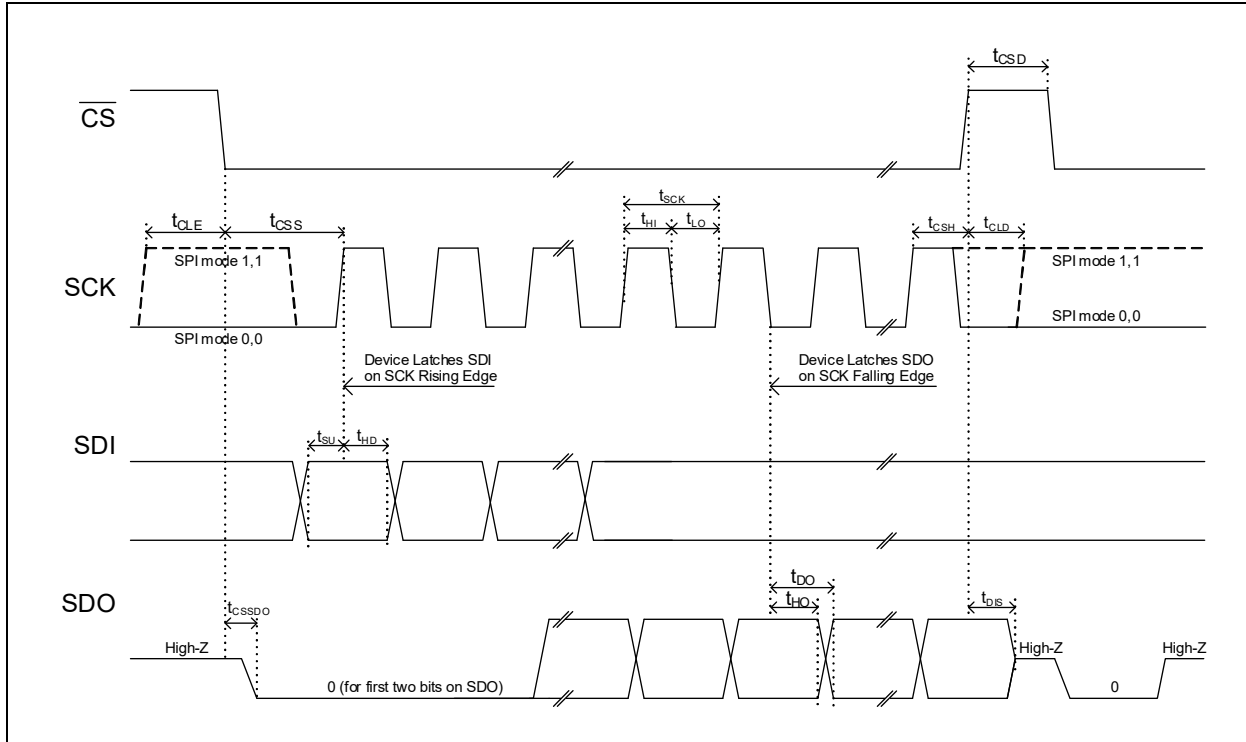 tCSD
CS
tCLE
tCSS
tSCK
tHI
tLO
tCSH
tCLD
SPI mode 1,1
SPI mode 1,1
SCK
SPI mode 0,0
SPI mode 0,0
Device Latches SDI
on SCK Rising Edge
Device Latches SDO
on SCK Falling Edge
SDI
tSU
tHD
SDO
tCSSDO
tDO
tHO
tDIS
High-Z
High-Z
High-Z
0 (for first two bits on SDO)
0